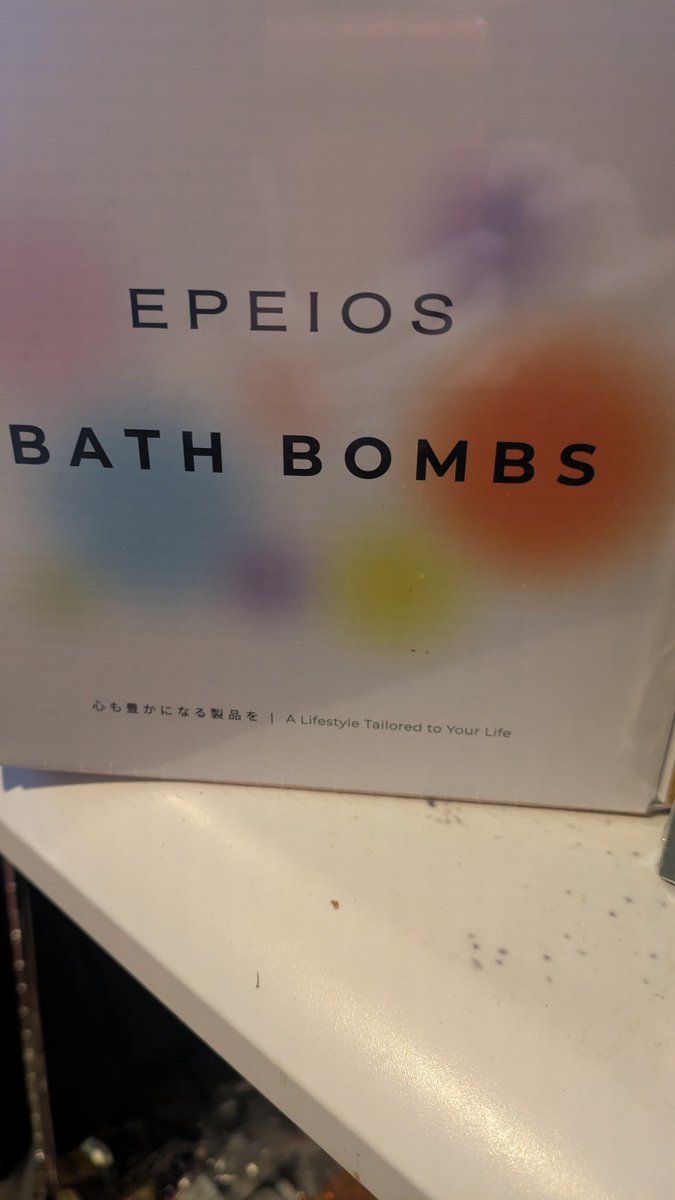 EPEIOS
BATH BOMBS
心も豊かになる製品を | A Lifestyle Tailored to Your Life